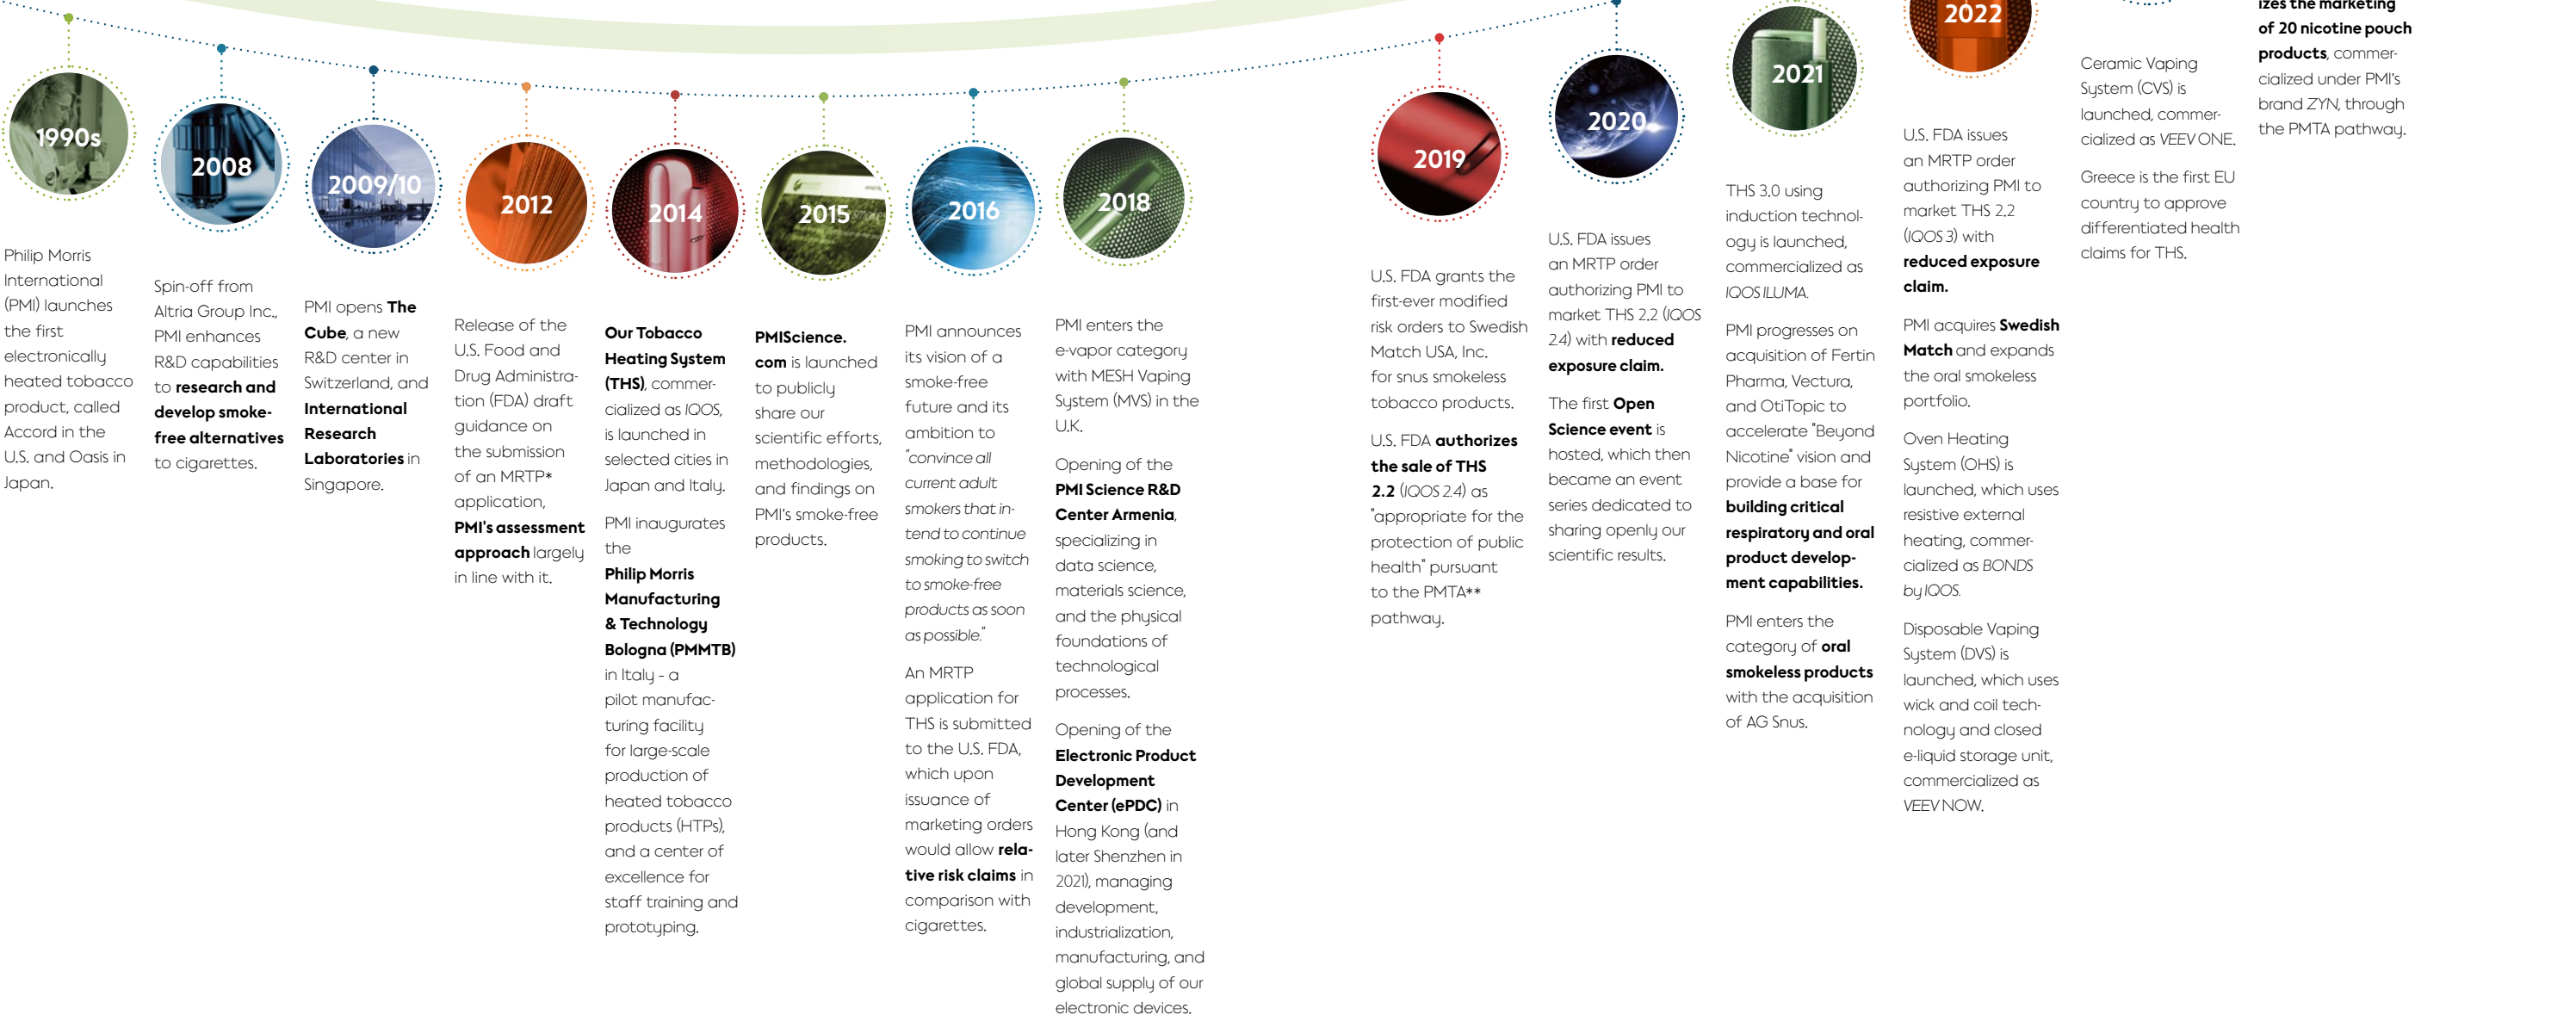 1990s
Philip Morris
International
(PMI) launches
the first
electronically
heated tobacco
product, called
Accord in the
U.S. and Oasis in
Japan.
2008
Spin-off from
Altria Group Inc.,
PMI enhances
R&D capabilities
to research and
develop smoke-
free alternatives
to cigarettes.
2009/10
PMI opens The
Cube, a new
R&D center in
Switzerland, and
International
Research
Laboratories in
Singapore.
2012
Release of the
U.S. Food and
Drug Administra-
tion (FDA) draft
guidance on
the submission
of an MRTP*
application,
PMI's assessment
approach largely
in line with it.
2014
Our Tobacco
Heating System
(THS), commer-
cialized as IQOS,
is launched in
selected cities in
Japan and Italy.
PMI inaugurates
the
Philip Morris
Manufacturing
& Technology
Bologna (PMMTB)
in Italy - a
pilot manufac-
turing facility
for large-scale
production of
heated tobacco
products (HTPs),
and a center of
excellence for
staff training and
prototyping.
2015
PMIScience.
com is launched
to publicly
share our
scientific efforts,
methodologies,
and findings on
PMI's smoke-free
products.
2016
PMI announces
its vision of a
smoke-free
future and its
ambition to
"convince all
current adult
smokers that in-
tend to continue
smoking to switch
to smoke-free
products as soon
as possible."
An MRTP
application for
THS is submitted
to the U.S. FDA,
which upon
issuance of
marketing orders
would allow rela-
tive risk claims in
comparison with
cigarettes.
2018
PMI enters the
e-vapor category
with MESH Vaping
System (MVS) in the
U.K.
Opening of the
PMI Science R&D
Center Armenia,
specializing in
data science,
materials science,
and the physical
foundations of
technological
processes.
Opening of the
Electronic Product
Development
Center (ePDC) in
Hong Kong (and
later Shenzhen in
2021), managing
development,
industrialization,
manufacturing, and
global supply of our
electronic devices.
2019
U.S. FDA grants the
first-ever modified
risk orders to Swedish
Match USA, Inc.
for snus smokeless
tobacco products.
U.S. FDA authorizes
the sale of THS
2.2 (IQOS 2.4) as
"appropriate for the
protection of public
health" pursuant
to the PMTA**
pathway.
2020
U.S. FDA issues
an MRTP order
authorizing PMI to
market THS 2.2 (IQOS
2.4) with reduced
exposure claim.
The first Open
Science event is
hosted, which then
became an event
series dedicated to
sharing openly our
scientific results.
2021
THS 3.0 using
induction technol-
ogy is launched,
commercialized as
IQOS ILUMA.
PMI progresses on
acquisition of Fertin
Pharma, Vectura,
and OtiTopic to
accelerate "Beyond
Nicotine" vision and
provide a base for
building critical
respiratory and oral
product develop-
ment capabilities.
PMI enters the
category of oral
smokeless products
with the acquisition
of AG Snus.
2022
U.S. FDA issues
an MRTP order
authorizing PMI to
market THS 2.2
(IQOS 3) with
reduced exposure
claim.
PMI acquires Swedish
Match and expands
the oral smokeless
portfolio.
Oven Heating
System (OHS) is
launched, which uses
resistive external
heating, commer-
cialized as BONDS
by IQOS.
Disposable Vaping
System (DVS) is
launched, which uses
wick and coil tech-
nology and closed
e-liquid storage unit,
commercialized as
VEEV NOW.
Ceramic Vaping
System (CVS) is
launched, commer-
cialized as VEEV ONE.
Greece is the first EU
country to approve
differentiated health
claims for THS.
izes the marketing
of 20 nicotine pouch
products, commer-
cialized under PMI's
brand ZYN, through
the PMTA pathway.